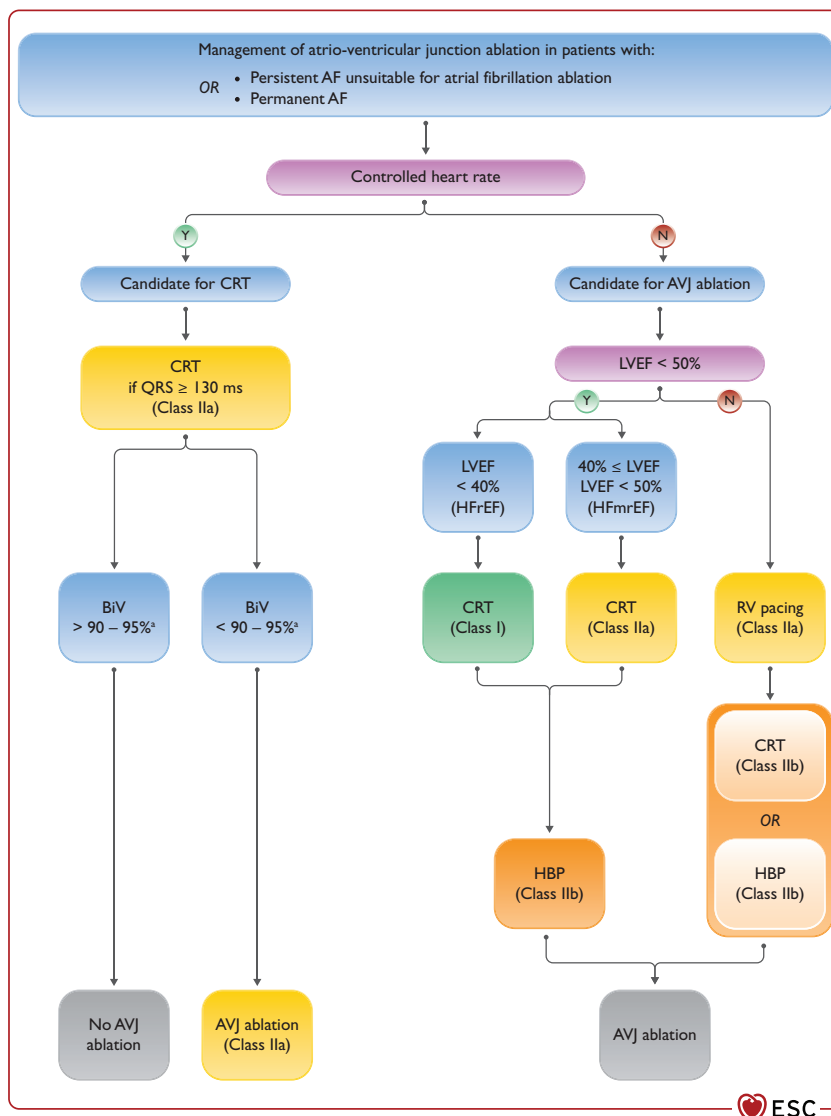 Management of atrio-ventricular junction ablation in patients with:
OR
• Persistent AF unsuitable for atrial fibrillation ablation
• Permanent AF
Controlled heart rate
Y
N
Candidate for CRT
Candidate for AVJ ablation
CRT
if QRS ≥ 130 ms
(Class IIa)
LVEF < 50%
Y
N
LVEF
< 40%
(HFrEF)
40% ≤ LVEF
LVEF < 50%
(HFmrEF)
BiV
> 90 – 95%ᵃ
BiV
< 90 – 95%ᵃ
CRT
(Class I)
CRT
(Class IIa)
RV pacing
(Class IIa)
CRT
(Class IIb)
OR
HBP
(Class IIb)
HBP
(Class IIb)
No AVJ
ablation
AVJ ablation
(Class IIa)
AVJ ablation
ESC